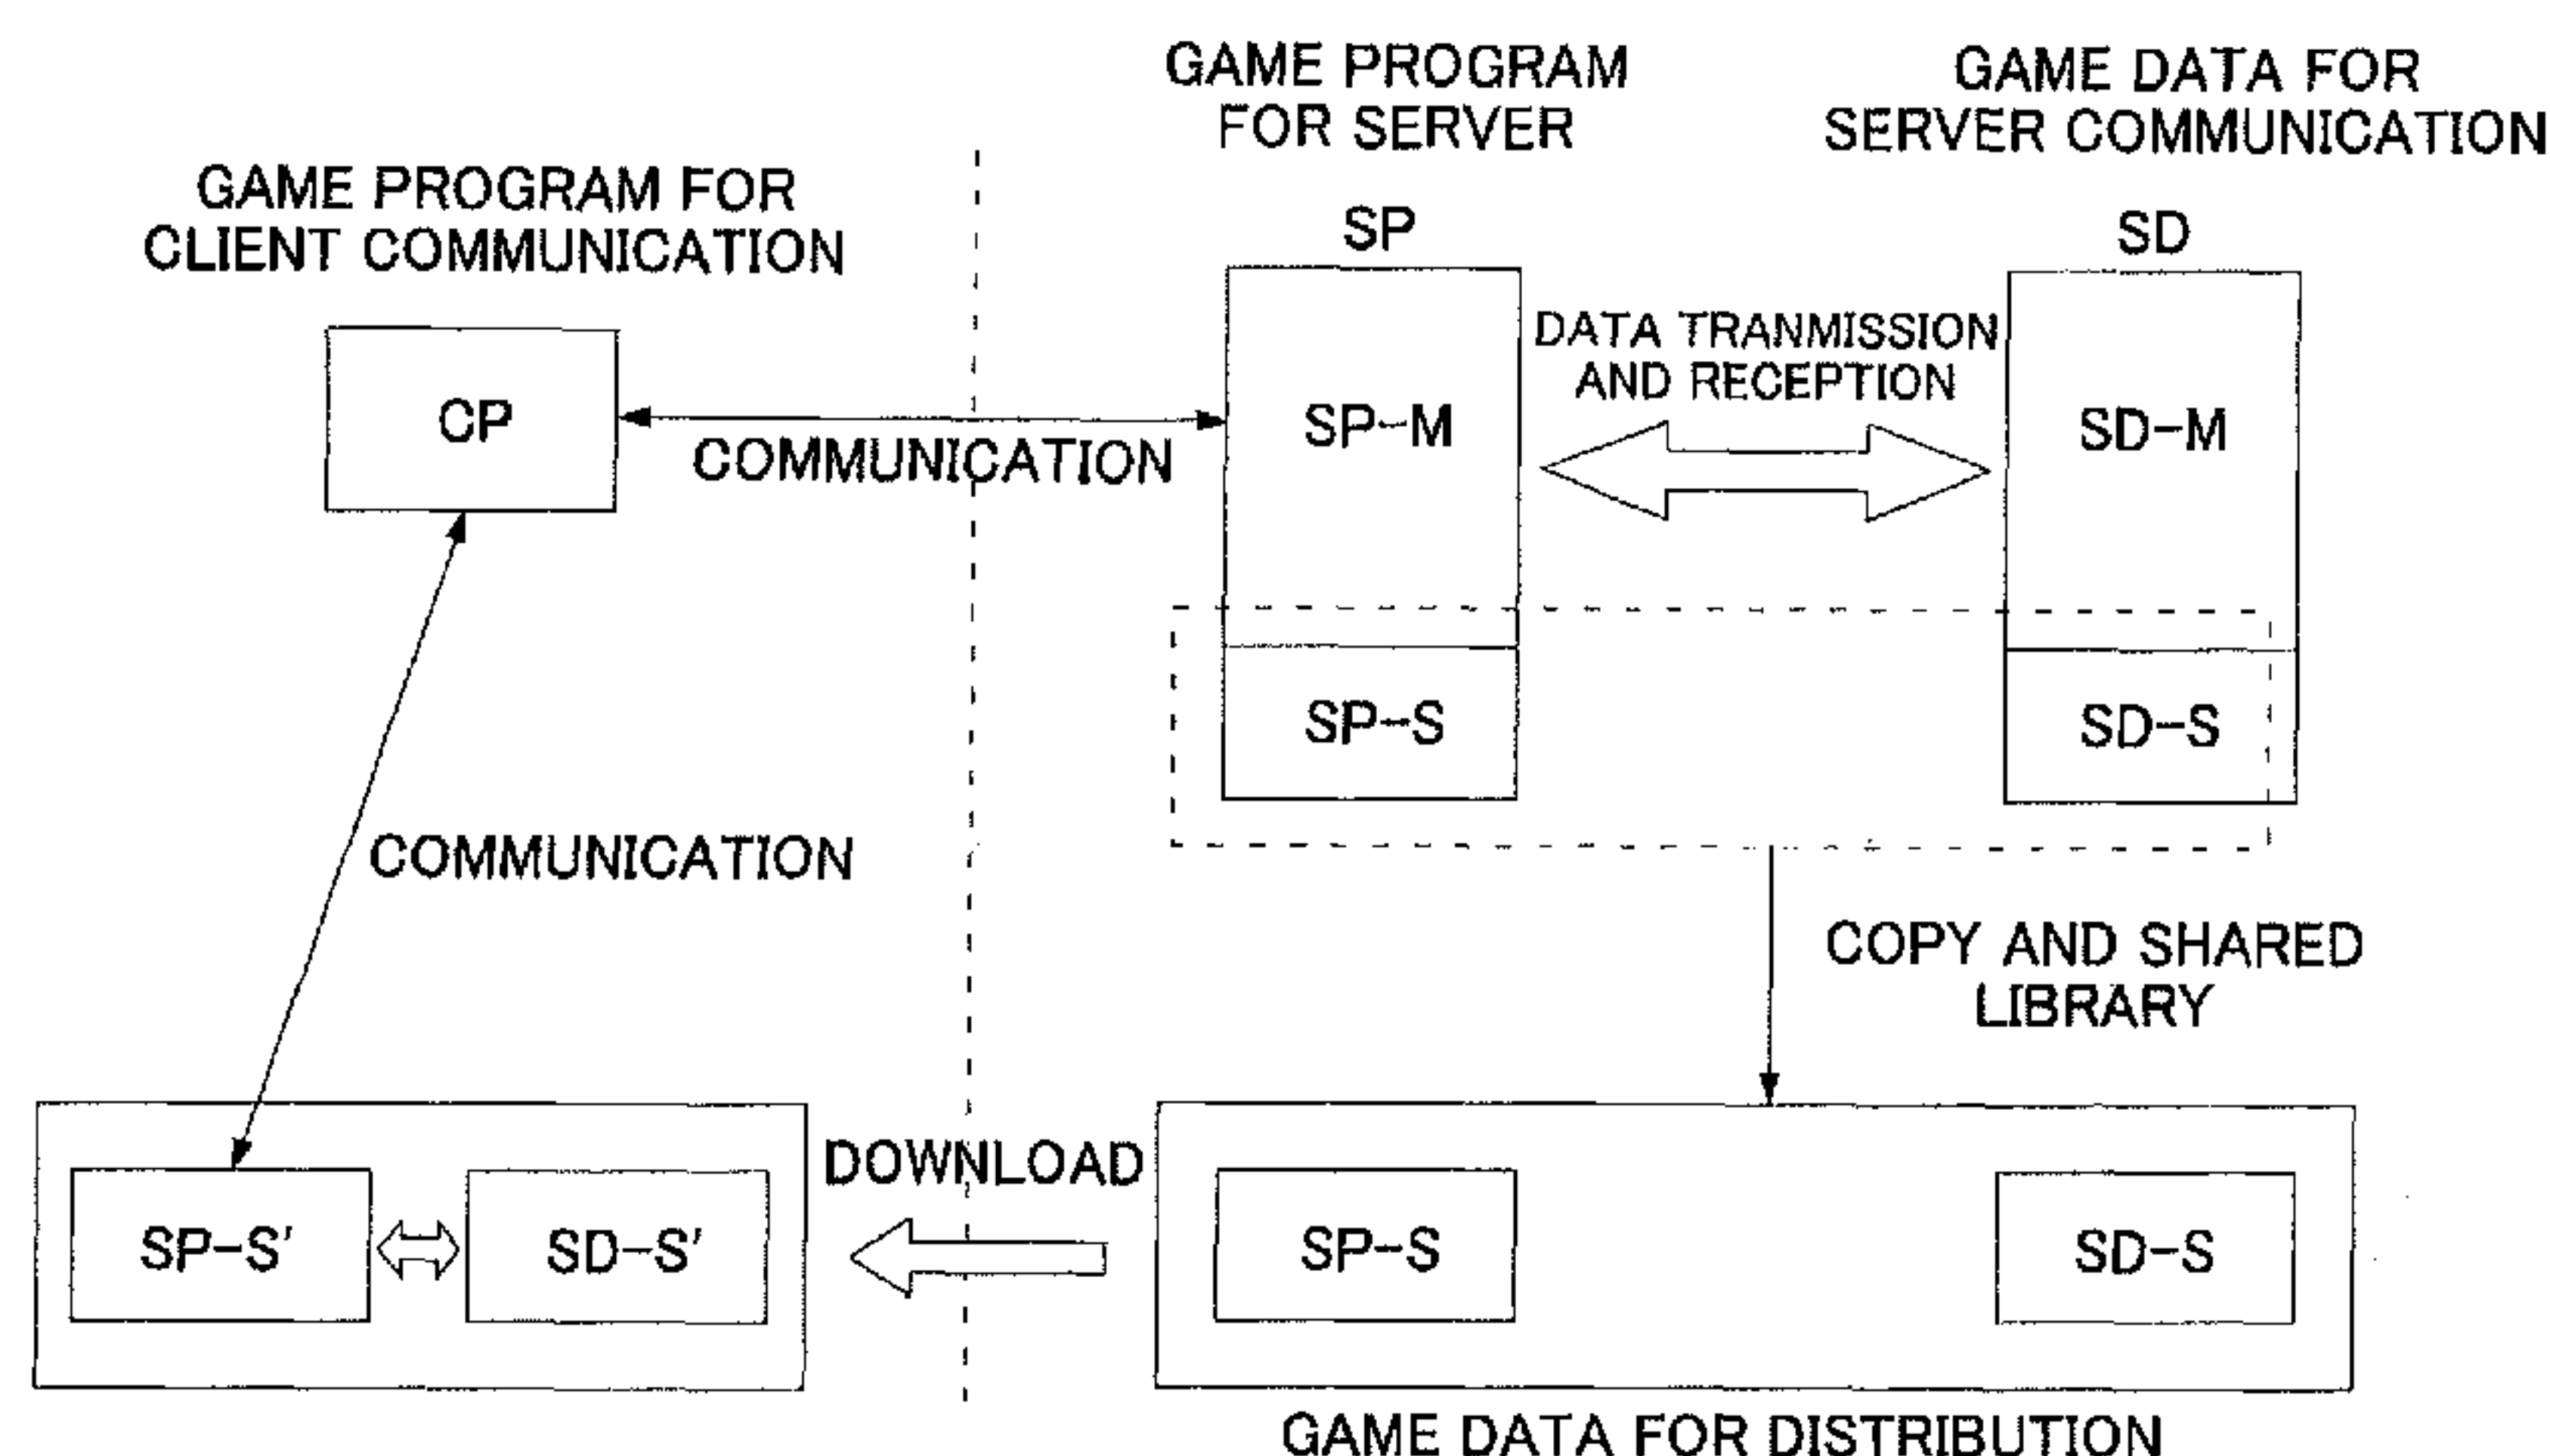 GAME PROGRAM
FOR SERVER
GAME DATA FOR
SERVER COMMUNICATION
GAME PROGRAM FOR
CLIENT COMMUNICATION
SP
SD
CP
COMMUNICATION
SP-M
DATA TRANMISSION
AND RECEPTION
SD-M
SP-S
SD-S
COMMUNICATION
COPY AND SHARED
LIBRARY
SP-S'
SD-S'
DOWNLOAD
SP-S
SD-S
GAME DATA FOR DISTRIBUTION